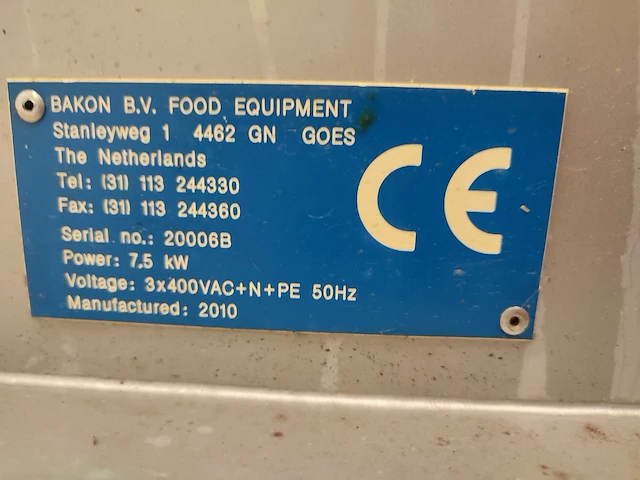 BAKON B.V. FOOD EQUIPMENT
Stanleyweg 1 4462 GN GOES
The Netherlands
Tel: (31) 113 244330
Fax: (31) 113 244360
CE
Serial no.: 20006B
Power: 7.5 kW
Voltage: 3x400VAC+N+PE 50Hz
Manufactured: 2010